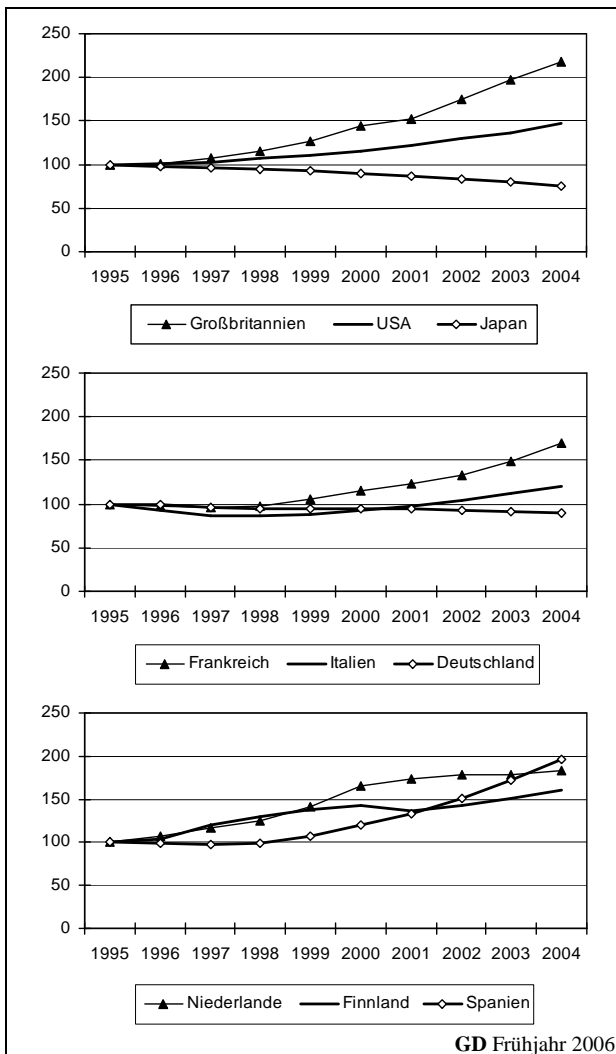 250
200
150
100
50
0
1995 1996 1997 1998 1999 2000 2001 2002 2003 2004
Großbritannien USA Japan
250
200
150
100
50
0
1995 1996 1997 1998 1999 2000 2001 2002 2003 2004
Frankreich Italien Deutschland
250
200
150
100
50
0
1995 1996 1997 1998 1999 2000 2001 2002 2003 2004
Niederlande Finnland Spanien
GD Frühjahr 2006